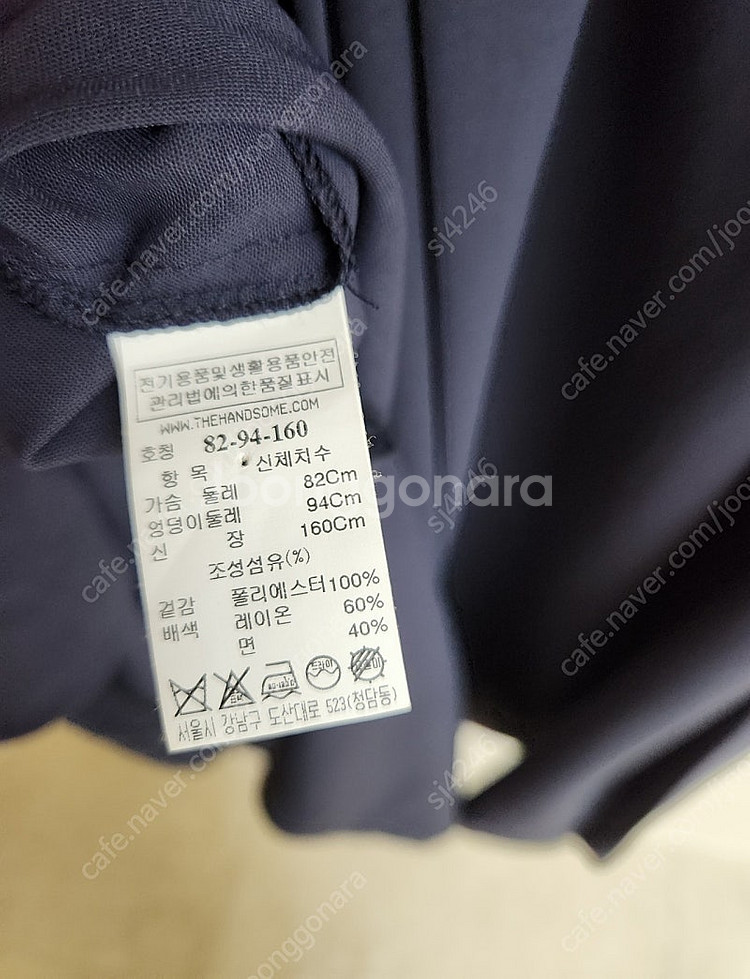 전기용품및생활용품안전
관리법에의한품질표시
WWW.THEHANDSOME.COM
호칭 82-94-160
항 목 신체치수
가슴 둘레 82Cm
엉덩이둘레 94Cm
신 장 160Cm
조성섬유(%)
겉감 폴리에스터100%
배색 레이온 60%
면 40%
드라이
서울시 강남구 도산대로 523(청담동)
joonggonara
cafe.naver.com/joonggonara
sj4246
cafe.naver.com/joo
sj4246
cafe.naver.com/joo
sj4246
cafe.naver.com
joonggonara